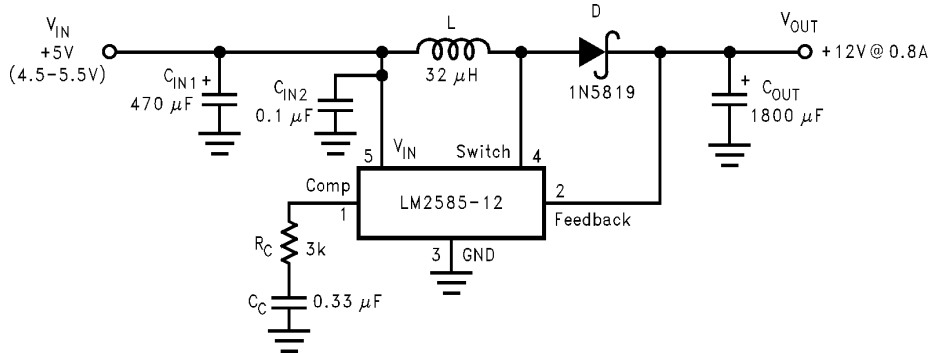 V_IN
+5V
(4.5-5.5V)
L
32 μH
D
1N5819
V_OUT
+12V@0.8A
C_IN1 +
470 μF
C_IN2
0.1 μF
+
C_OUT
1800 μF
5
V_IN
Switch
4
Comp
1
LM2585-12
2
Feedback
R_C
3k
3
GND
C_C
0.33 μF